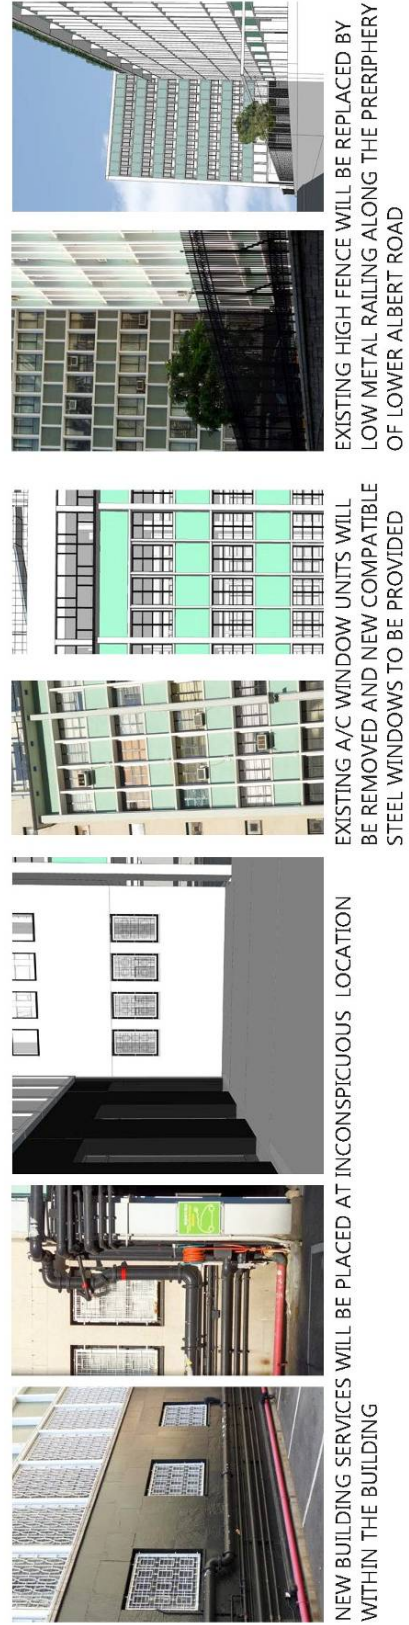 NEW BUILDING SERVICES WILL BE PLACED AT INCONSPICUOUS LOCATION
WITHIN THE BUILDING
EXISTING A/C WINDOW UNITS WILL
BE REMOVED AND NEW COMPATIBLE
STEEL WINDOWS TO BE PROVIDED
EXISTING HIGH FENCE WILL BE REPLACED BY
LOW METAL RAILING ALONG THE PRERIPHERY
OF LOWER ALBERT ROAD